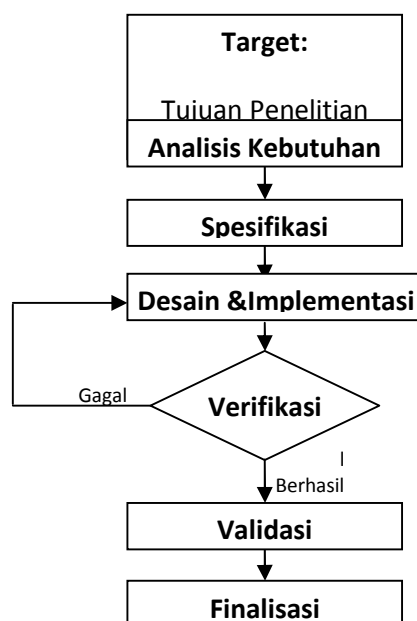 Target:
Tujuan Penelitian
Analisis Kebutuhan
Spesifikasi
Desain &Implementasi
Gagal
Verifikasi
l
Berhasil
Validasi
Finalisasi